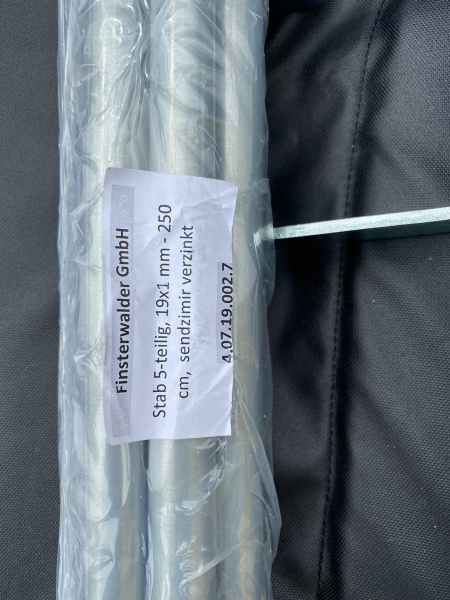 Finsterwalder GmbH
Stab 5-teilig, 19x1 mm - 250
cm, sendzimir verzinkt
4.07.19.002.7